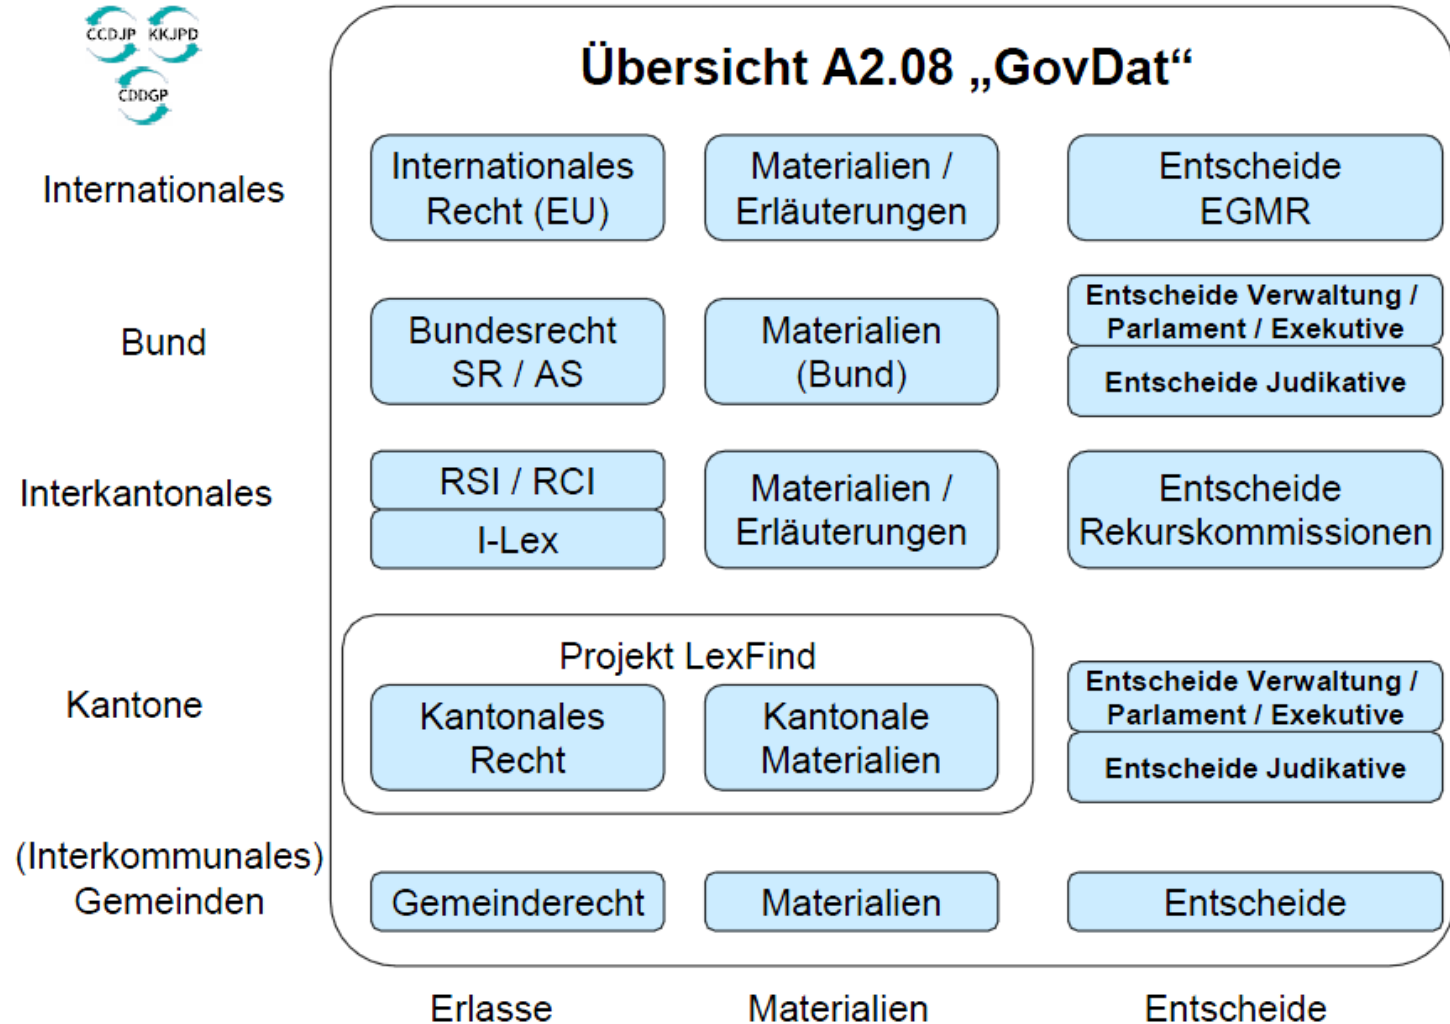 CCDJP KKJPD
CDDGP
Übersicht A2.08 „GovDat“
Internationales
Internationales
Recht (EU)
Materialien /
Erläuterungen
Entscheide
EGMR
Bund
Bundesrecht
SR / AS
Materialien
(Bund)
Entscheide Verwaltung /
Parlament / Exekutive
Entscheide Judikative
Interkantonales
RSI / RCI
I-Lex
Materialien /
Erläuterungen
Entscheide
Rekurskommissionen
Kantone
Projekt LexFind
Kantonales
Recht
Kantonale
Materialien
Entscheide Verwaltung /
Parlament / Exekutive
Entscheide Judikative
(Interkommunales)
Gemeinden
Gemeinderecht
Materialien
Entscheide
Erlasse
Materialien
Entscheide